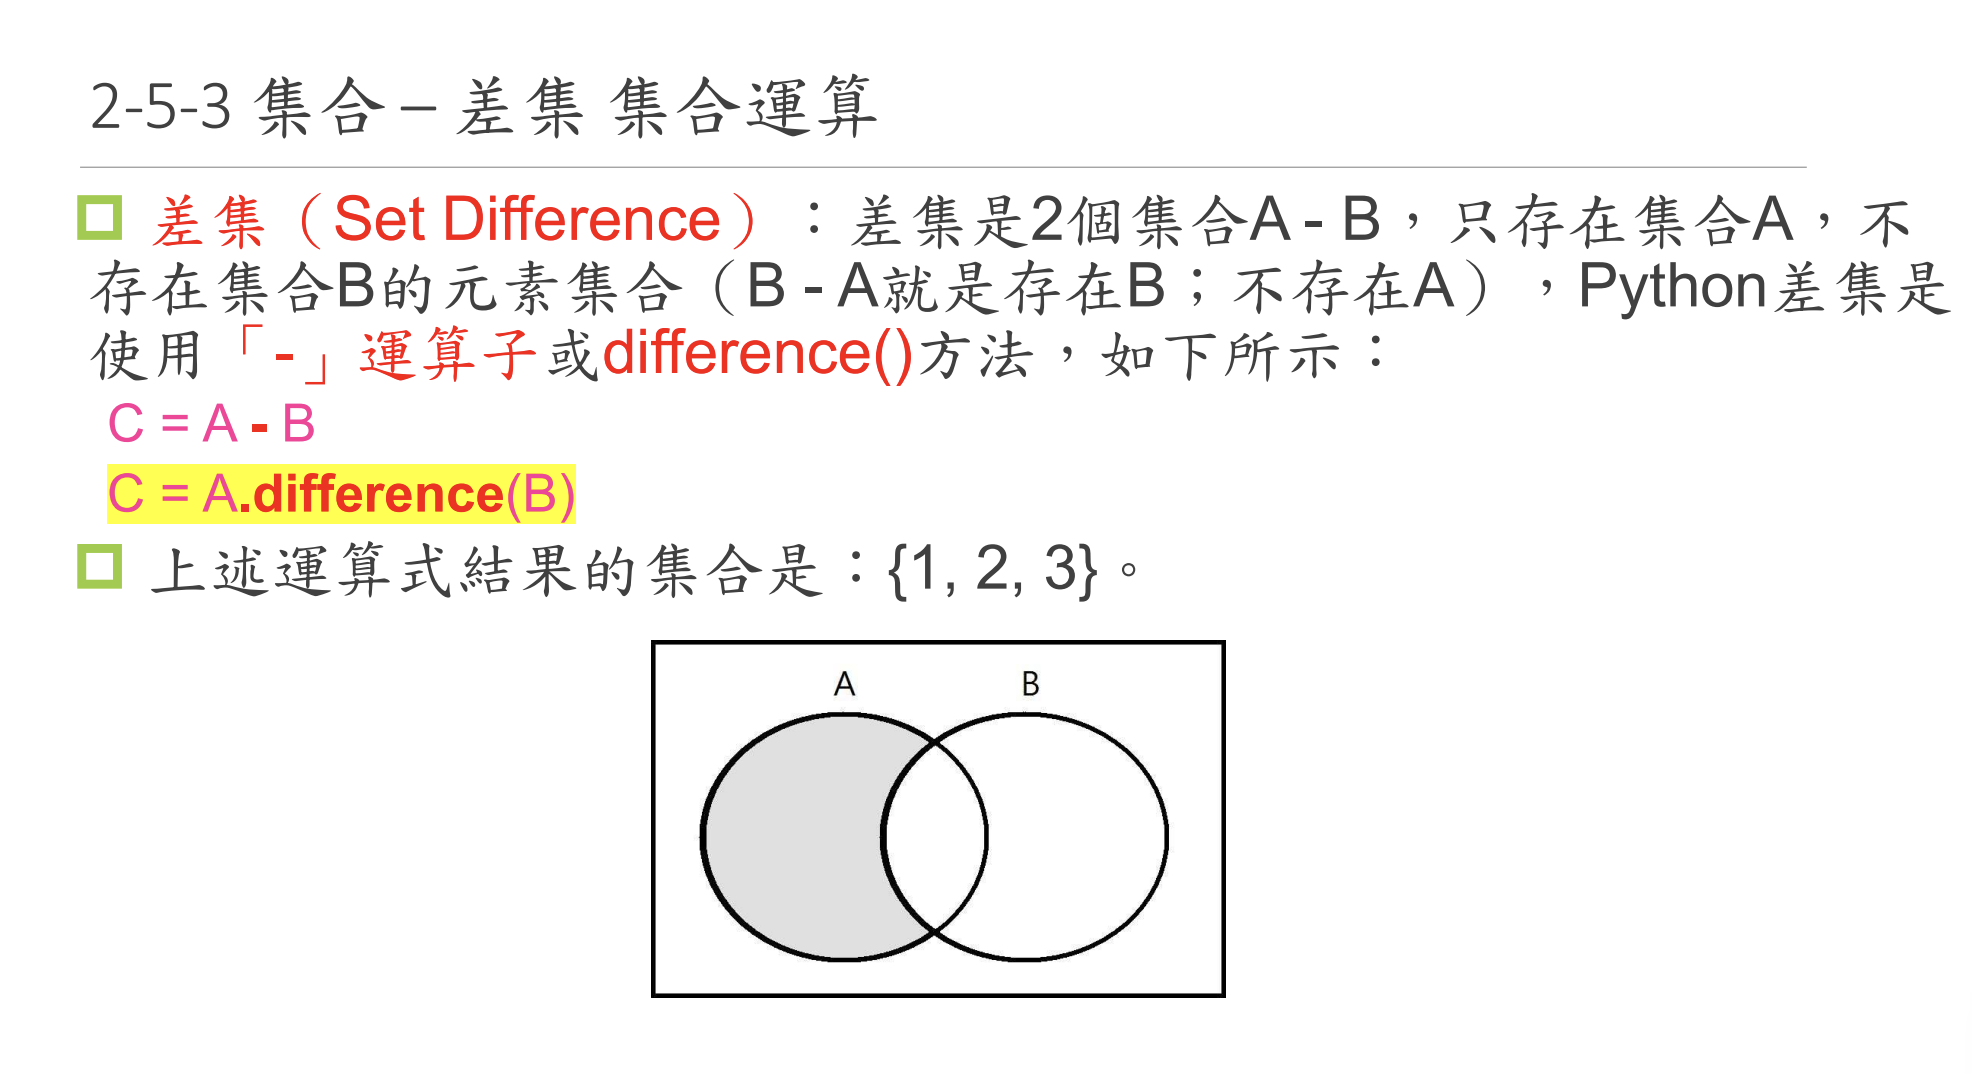 2-5-3 集合 – 差集 集合運算
差集（Set Difference）：差集是2個集合A - B，只存在集合A，不
存在集合B的元素集合（B - A就是存在B；不存在A），Python差集是
使用「-」運算子或difference()方法，如下所示：
C = A - B
C = A.difference(B)
上述運算式結果的集合是：{1, 2, 3}。
A B